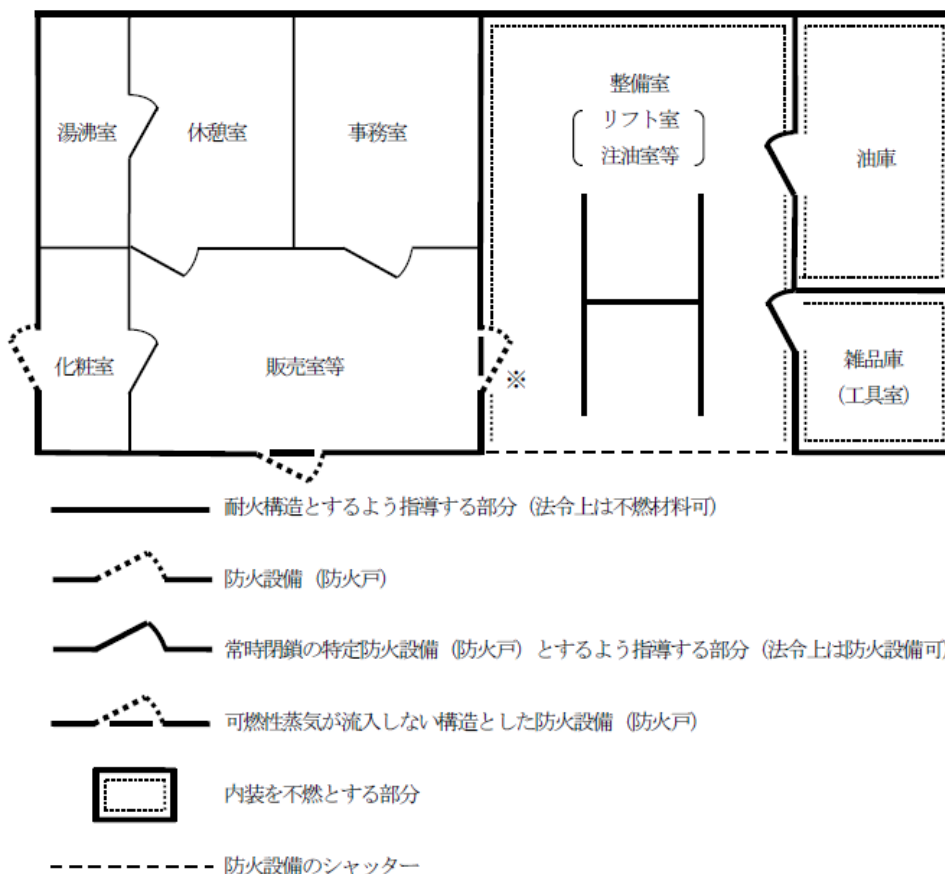 湯沸室
休憩室
事務室
整備室
リフト室
注油室等
油庫
化粧室
販売室等
※
雑品庫
(工具室)
耐火構造とするよう指導する部分（法令上は不燃材料可）
防火設備（防火戸）
常時閉鎖の特定防火設備（防火戸）とするよう指導する部分（法令上は防火設備可）
可燃性蒸気が流入しない構造とした防火設備（防火戸）
内装を不燃とする部分
防火設備のシャッター